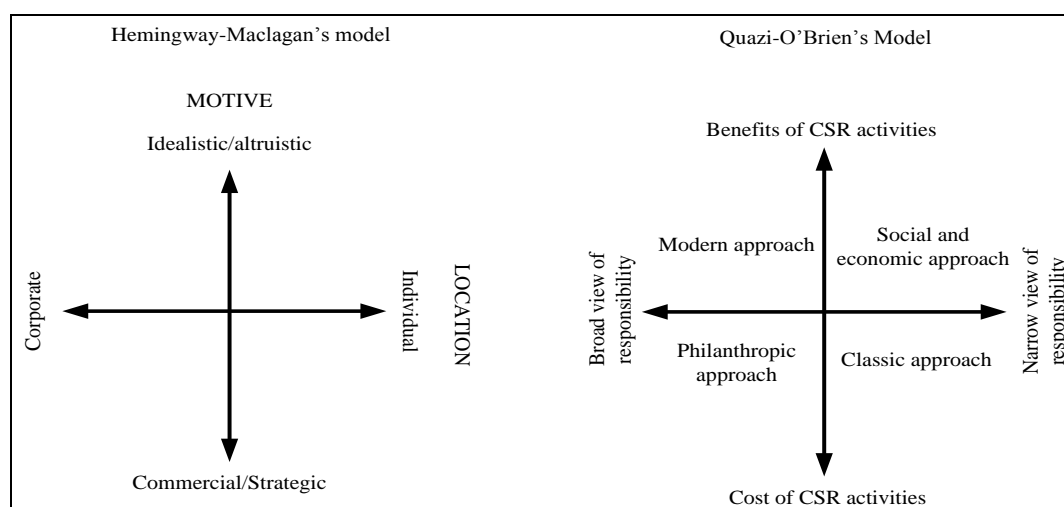 Hemingway-Maclagan's model
MOTIVE
Idealistic/altruistic
Corporate
Individual
LOCATION
Commercial/Strategic
Quazi-O'Brien's Model
Benefits of CSR activities
Modern approach
Social and
economic approach
Broad view of
responsibility
Narrow view of
responsibility
Philanthropic
approach
Classic approach
Cost of CSR activities